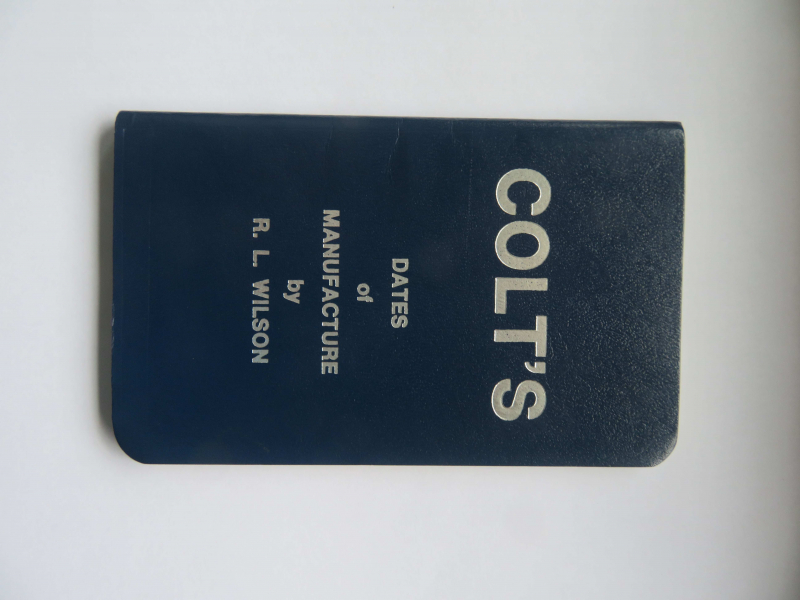 COLT'S
DATES
of
MANUFACTURE
by
R. L. WILSON